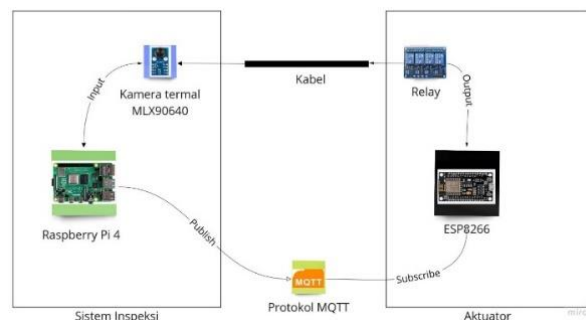 Kabel
Relay
Kamera termal
MLX90640
Input
Output
Raspberry Pi 4
ESP8266
Publish
Subscribe
MQTT
Protokol MQTT
Sistem Inspeksi
Aktuator
miro